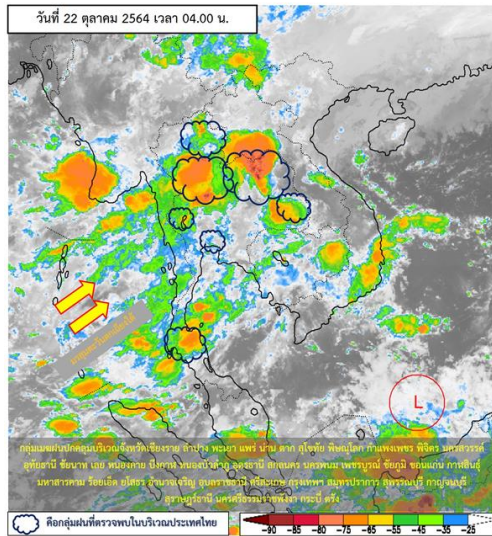 วันที่ 22 ตุลาคม 2564 เวลา 04.00 น.
L
กลุ่มเมฆฝนปกคลุมบริเวณจังหวัดเชียงราย ลำปาง พะเยา แพร่ น่าน ตาก สุโขทัย พิษณุโลก กำแพงเพชร พิจิตร นครสวรรค์
อุทัยธานี ชัยนาท เลย หนองคาย บึงกาฬ หนองบัวลำภู อุดรธานี สกลนคร นครพนม เพชรบูรณ์ ชัยภูมิ ขอนแก่น กาฬสินธุ์
มหาสารคาม ร้อยเอ็ด ยโสธร อำนาจเจริญ อุบลราชธานี ศรีสะเกษ กรุงเทพฯ สมุทรปราการ สุพรรณบุรี กาญจนบุรี
สุราษฎร์ธานี นครศรีธรรมราช พังงา กระบี่ ตรัง
คือกลุ่มฝนที่ตรวจพบในบริเวณประเทศไทย
-90 -85 -80 -75 -70 -65 -55 -45 -35 -25